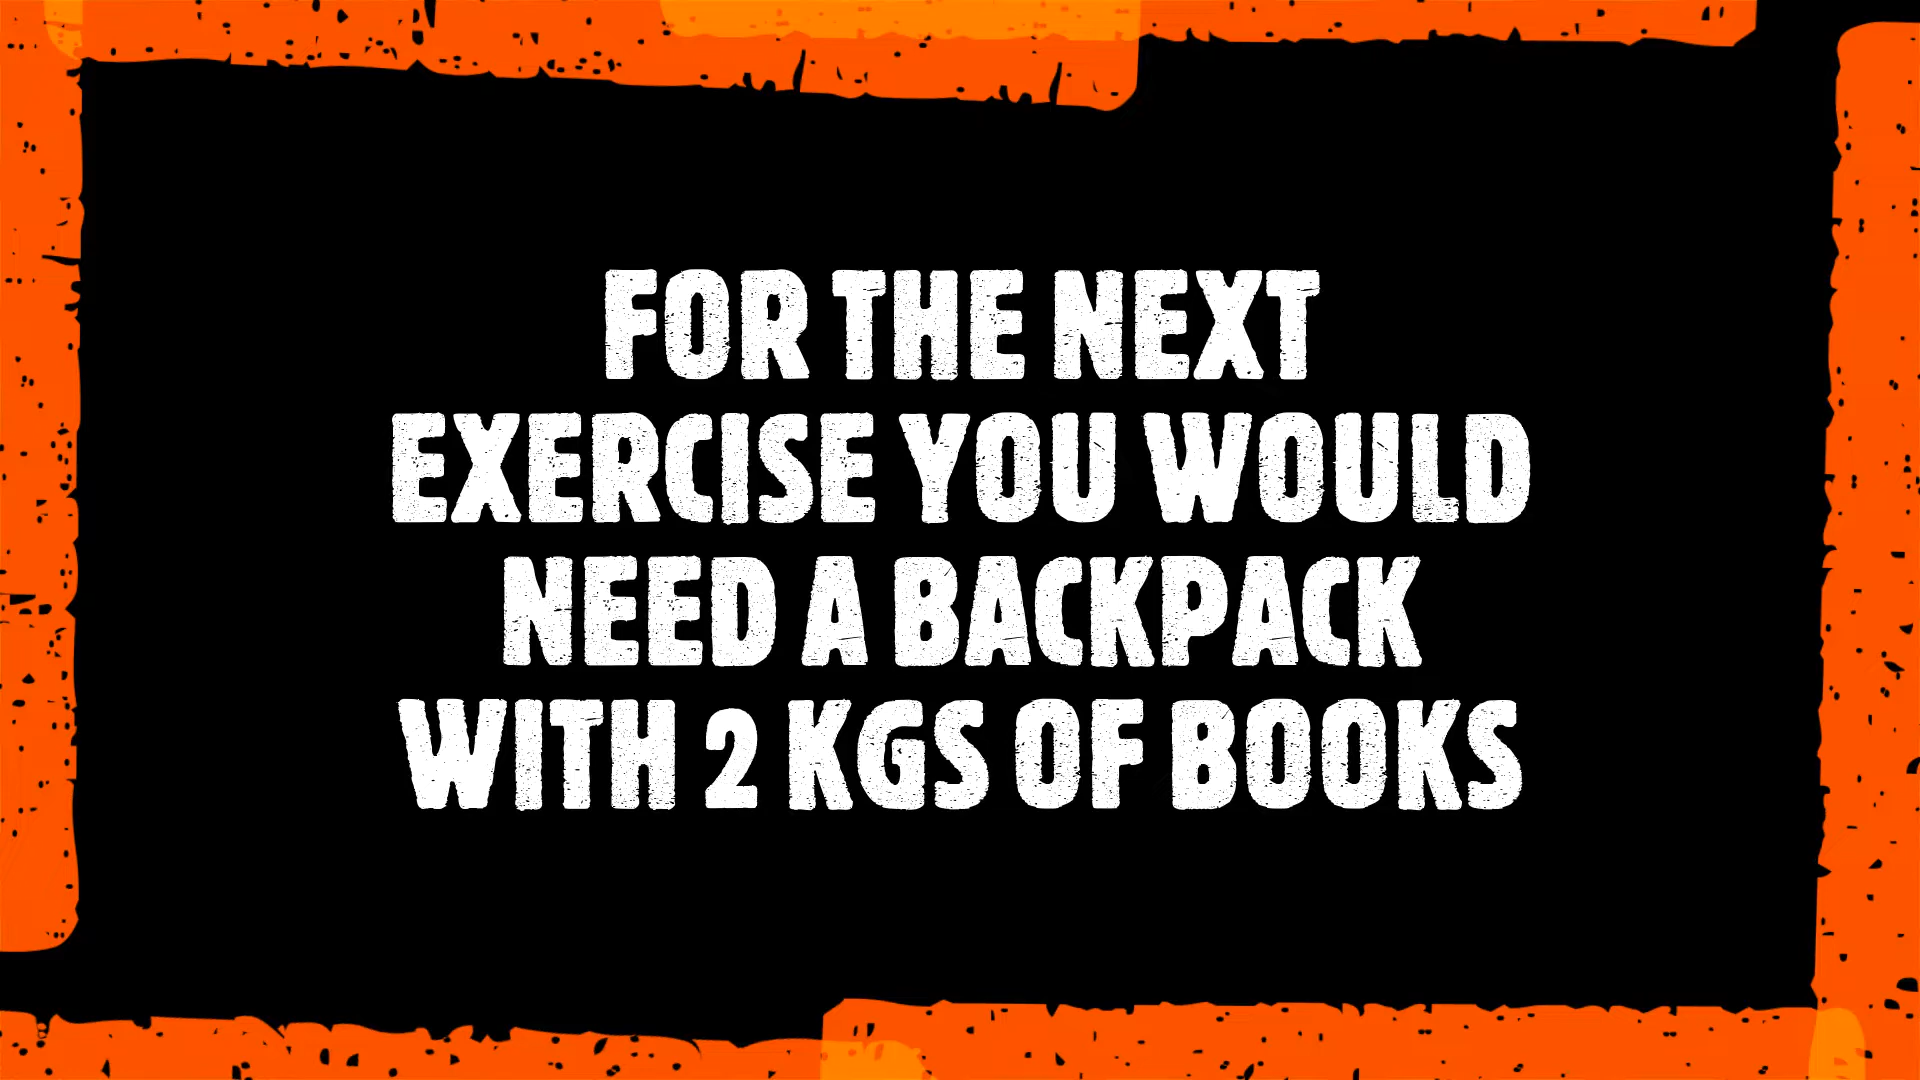 FOR THE NEXT
EXERCISE YOU WOULD
NEED A BACKPACK
WITH 2 KGS OF BOOKS